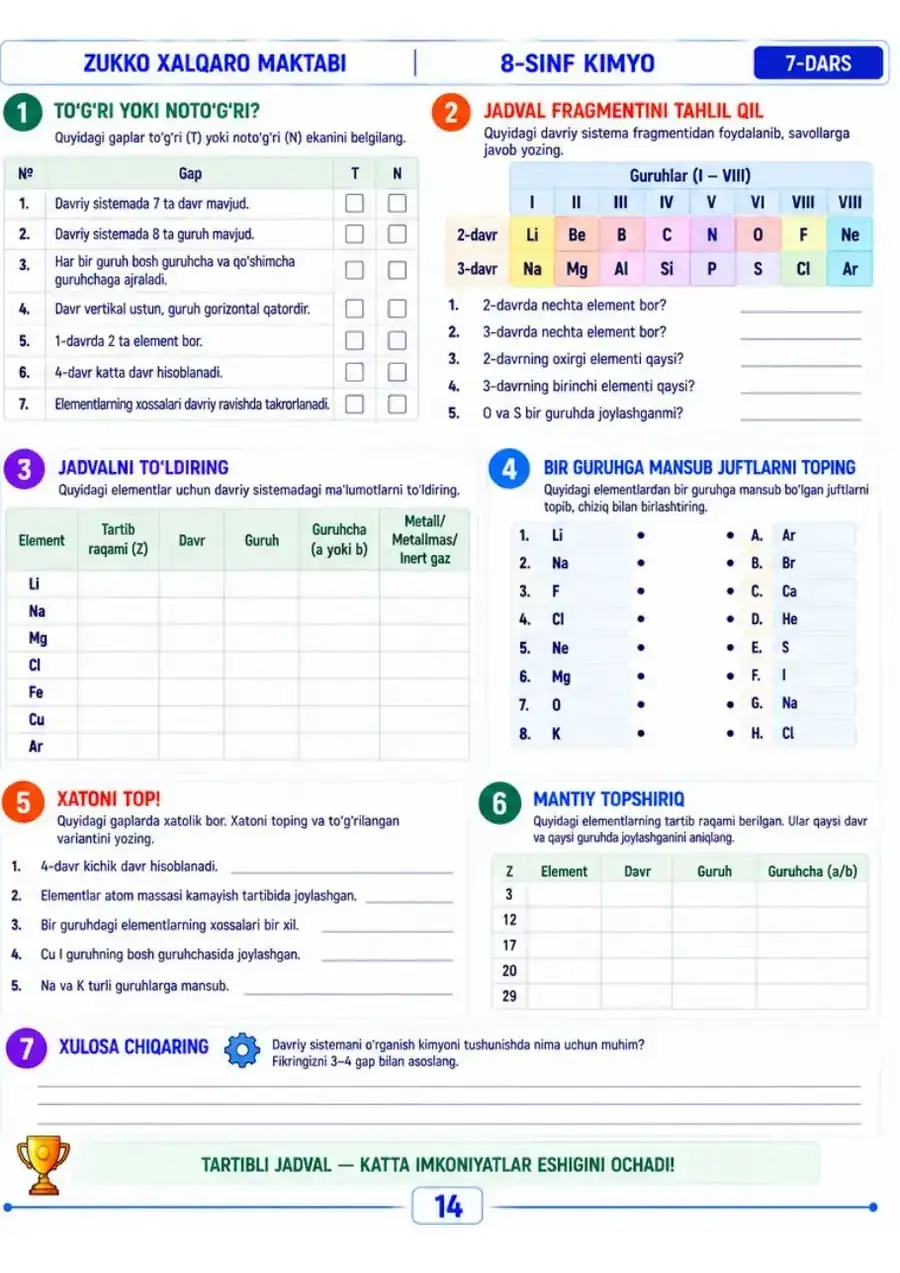 ZUKKO XALQARO MAKTABI | 8-SINF KIMYO 7-DARS
1 TO'G'RI YOKI NOTO'G'RI?
Quyidagi gaplar to'g'ri (T) yoki noto'g'ri (N) ekanini belgilang.
№ Gap T N
1. Davriy sistemada 7 ta davr mavjud.
2. Davriy sistemada 8 ta guruh mavjud.
3. Har bir guruh bosh guruhcha va qo'shimcha
guruhchaga ajraladi.
4. Davr vertikal ustun, guruh gorizontal qatordir.
5. 1-davrda 2 ta element bor.
6. 4-davr katta davr hisoblanadi.
7. Elementlarning xossalari davriy ravishda takrorlanadi.
2 JADVAL FRAGMENTINI TAHLIL QIL
Quyidagi davriy sistema fragmentidan foydalanib, savollarga
javob yozing.
Guruhlar (I – VIII)
I II III IV V VI VIII VIII
2-davr Li Be B C N O F Ne
3-davr Na Mg Al Si P S Cl Ar
1. 2-davrda nechta element bor?
2. 3-davrda nechta element bor?
3. 2-davrning oxirgi elementi qaysi?
4. 3-davrning birinchi elementi qaysi?
5. O va S bir guruhda joylashganmi?
3 JADVALNI TO'LDIRING
Quyidagi elementlar uchun davriy sistemadagi ma'lumotlarni to'ldiring.
Element Tartib raqami (Z) Davr Guruh Guruhcha (a yoki b) Metall/ Metallmas/ Inert gaz
Li
Na
Mg
Cl
Fe
Cu
Ar
4 BIR GURUHGA MANSUB JUFTLARNI TOPING
Quyidagi elementlardan bir guruhga mansub bo'lgan juftlarni
topib, chiziq bilan birlashtiring.
1. Li • • A. Ar
2. Na • • B. Br
3. F • • C. Ca
4. Cl • • D. He
5. Ne • • E. S
6. Mg • • F. I
7. O • • G. Na
8. K • • H. Cl
5 XATONI TOP!
Quyidagi gaplarda xatolik bor. Xatoni toping va to'g'rilangan
variantini yozing.
1. 4-davr kichik davr hisoblanadi.
2. Elementlar atom massasi kamayish tartibida joylashgan.
3. Bir guruhdagi elementlarning xossalari bir xil.
4. Cu I guruhning bosh guruhchasida joylashgan.
5. Na va K turli guruhlarga mansub.
6 MANTIY TOPSHIRIQ
Quyidagi elementlarning tartib raqami berilgan. Ular qaysi davr
va qaysi guruhda joylashganini aniqlang.
Z Element Davr Guruh Guruhcha (a/b)
3
12
17
20
29
7 XULOSA CHIQARING
Davriy sistemani o'rganish kimyoni tushunishda nima uchun muhim?
Fikringizni 3–4 gap bilan asoslang.
TARTIBLI JADVAL — KATTA IMKONIYATLAR ESHIGINI OCHADI!
14